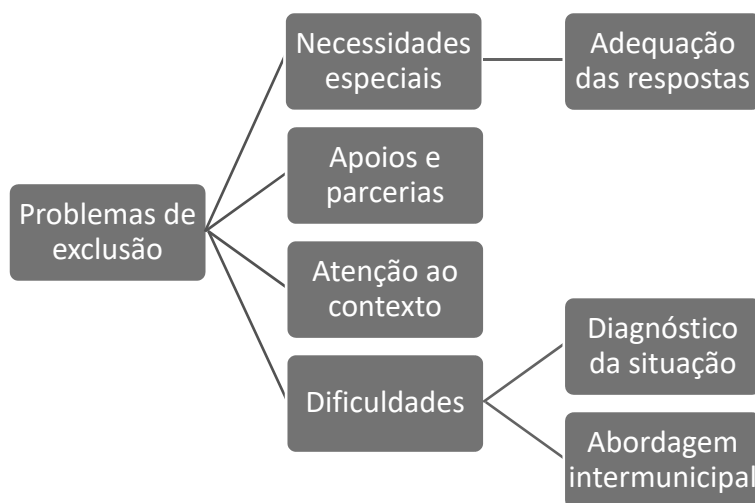 Problemas de
exclusão
Necessidades
especiais
Adequação
das respostas
Apoios e
parcerias
Atenção ao
contexto
Dificuldades
Diagnóstico
da situação
Abordagem
intermunicipal